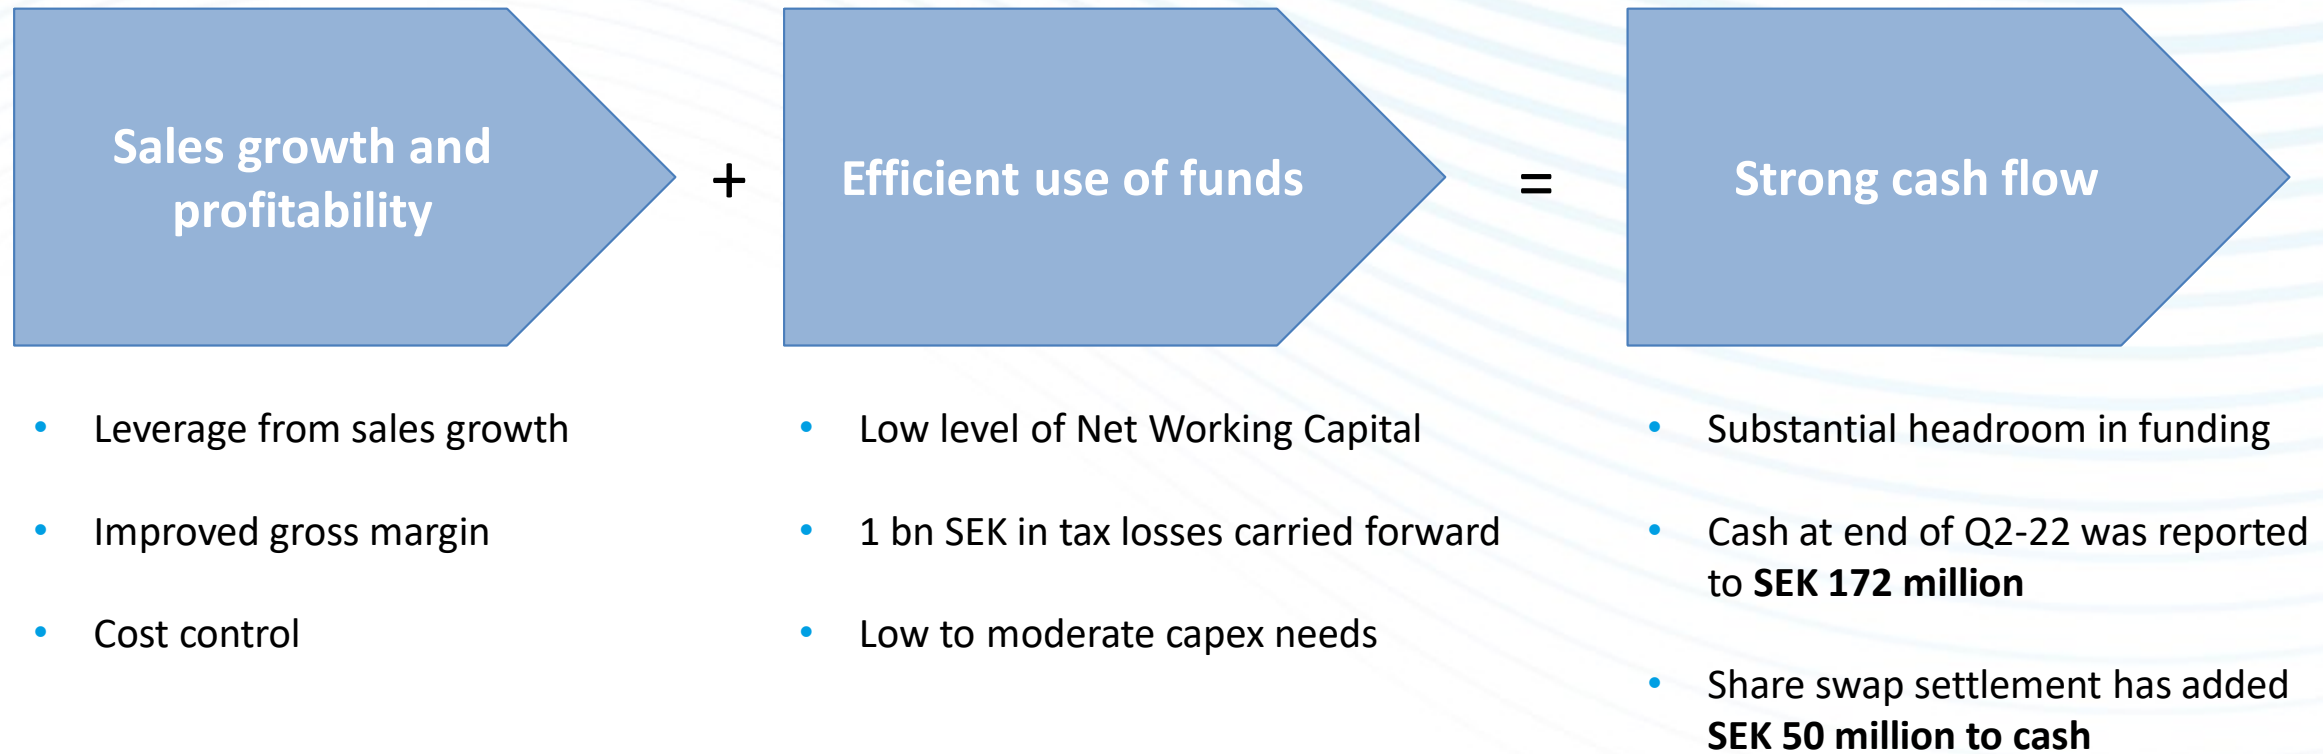 Sales growth and
profitability
+
Efficient use of funds
=
Strong cash flow
• Leverage from sales growth
• Improved gross margin
• Cost control
• Low level of Net Working Capital
• 1 bn SEK in tax losses carried forward
• Low to moderate capex needs
• Substantial headroom in funding
• Cash at end of Q2-22 was reported
to SEK 172 million
• Share swap settlement has added
SEK 50 million to cash